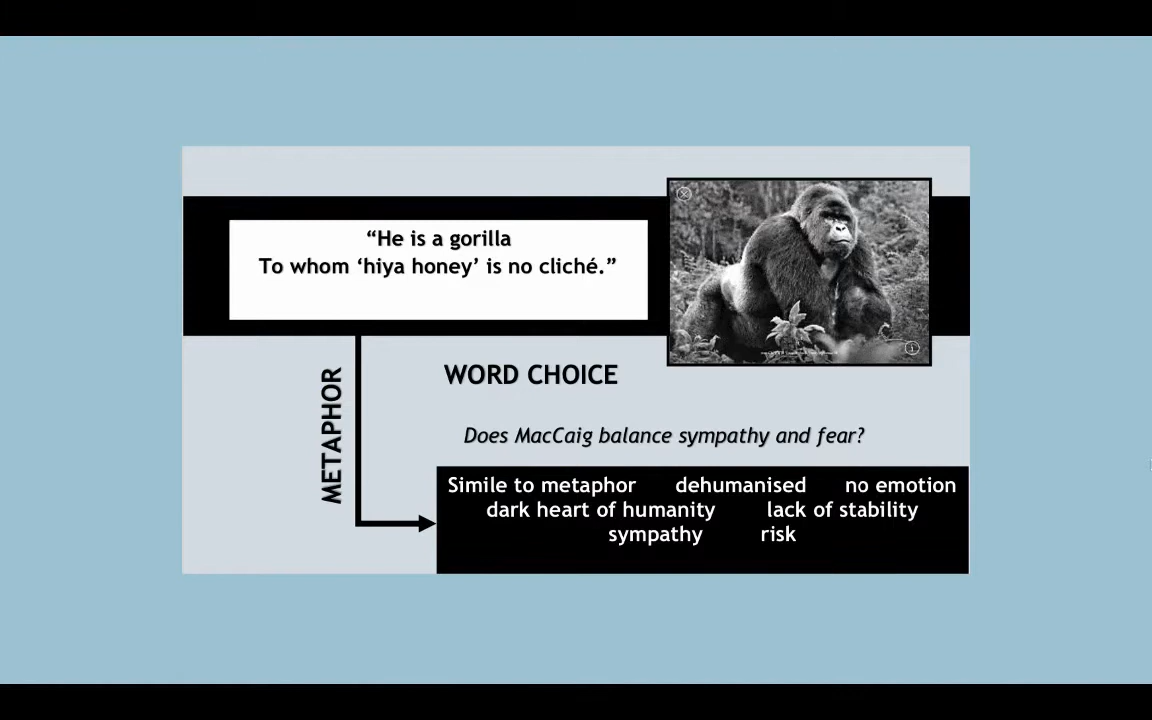 “He is a gorilla
To whom ‘hiya honey’ is no cliché.”
METAPHOR
WORD CHOICE
Does MacCaig balance sympathy and fear?
Simile to metaphor dehumanised no emotion
dark heart of humanity lack of stability
sympathy risk